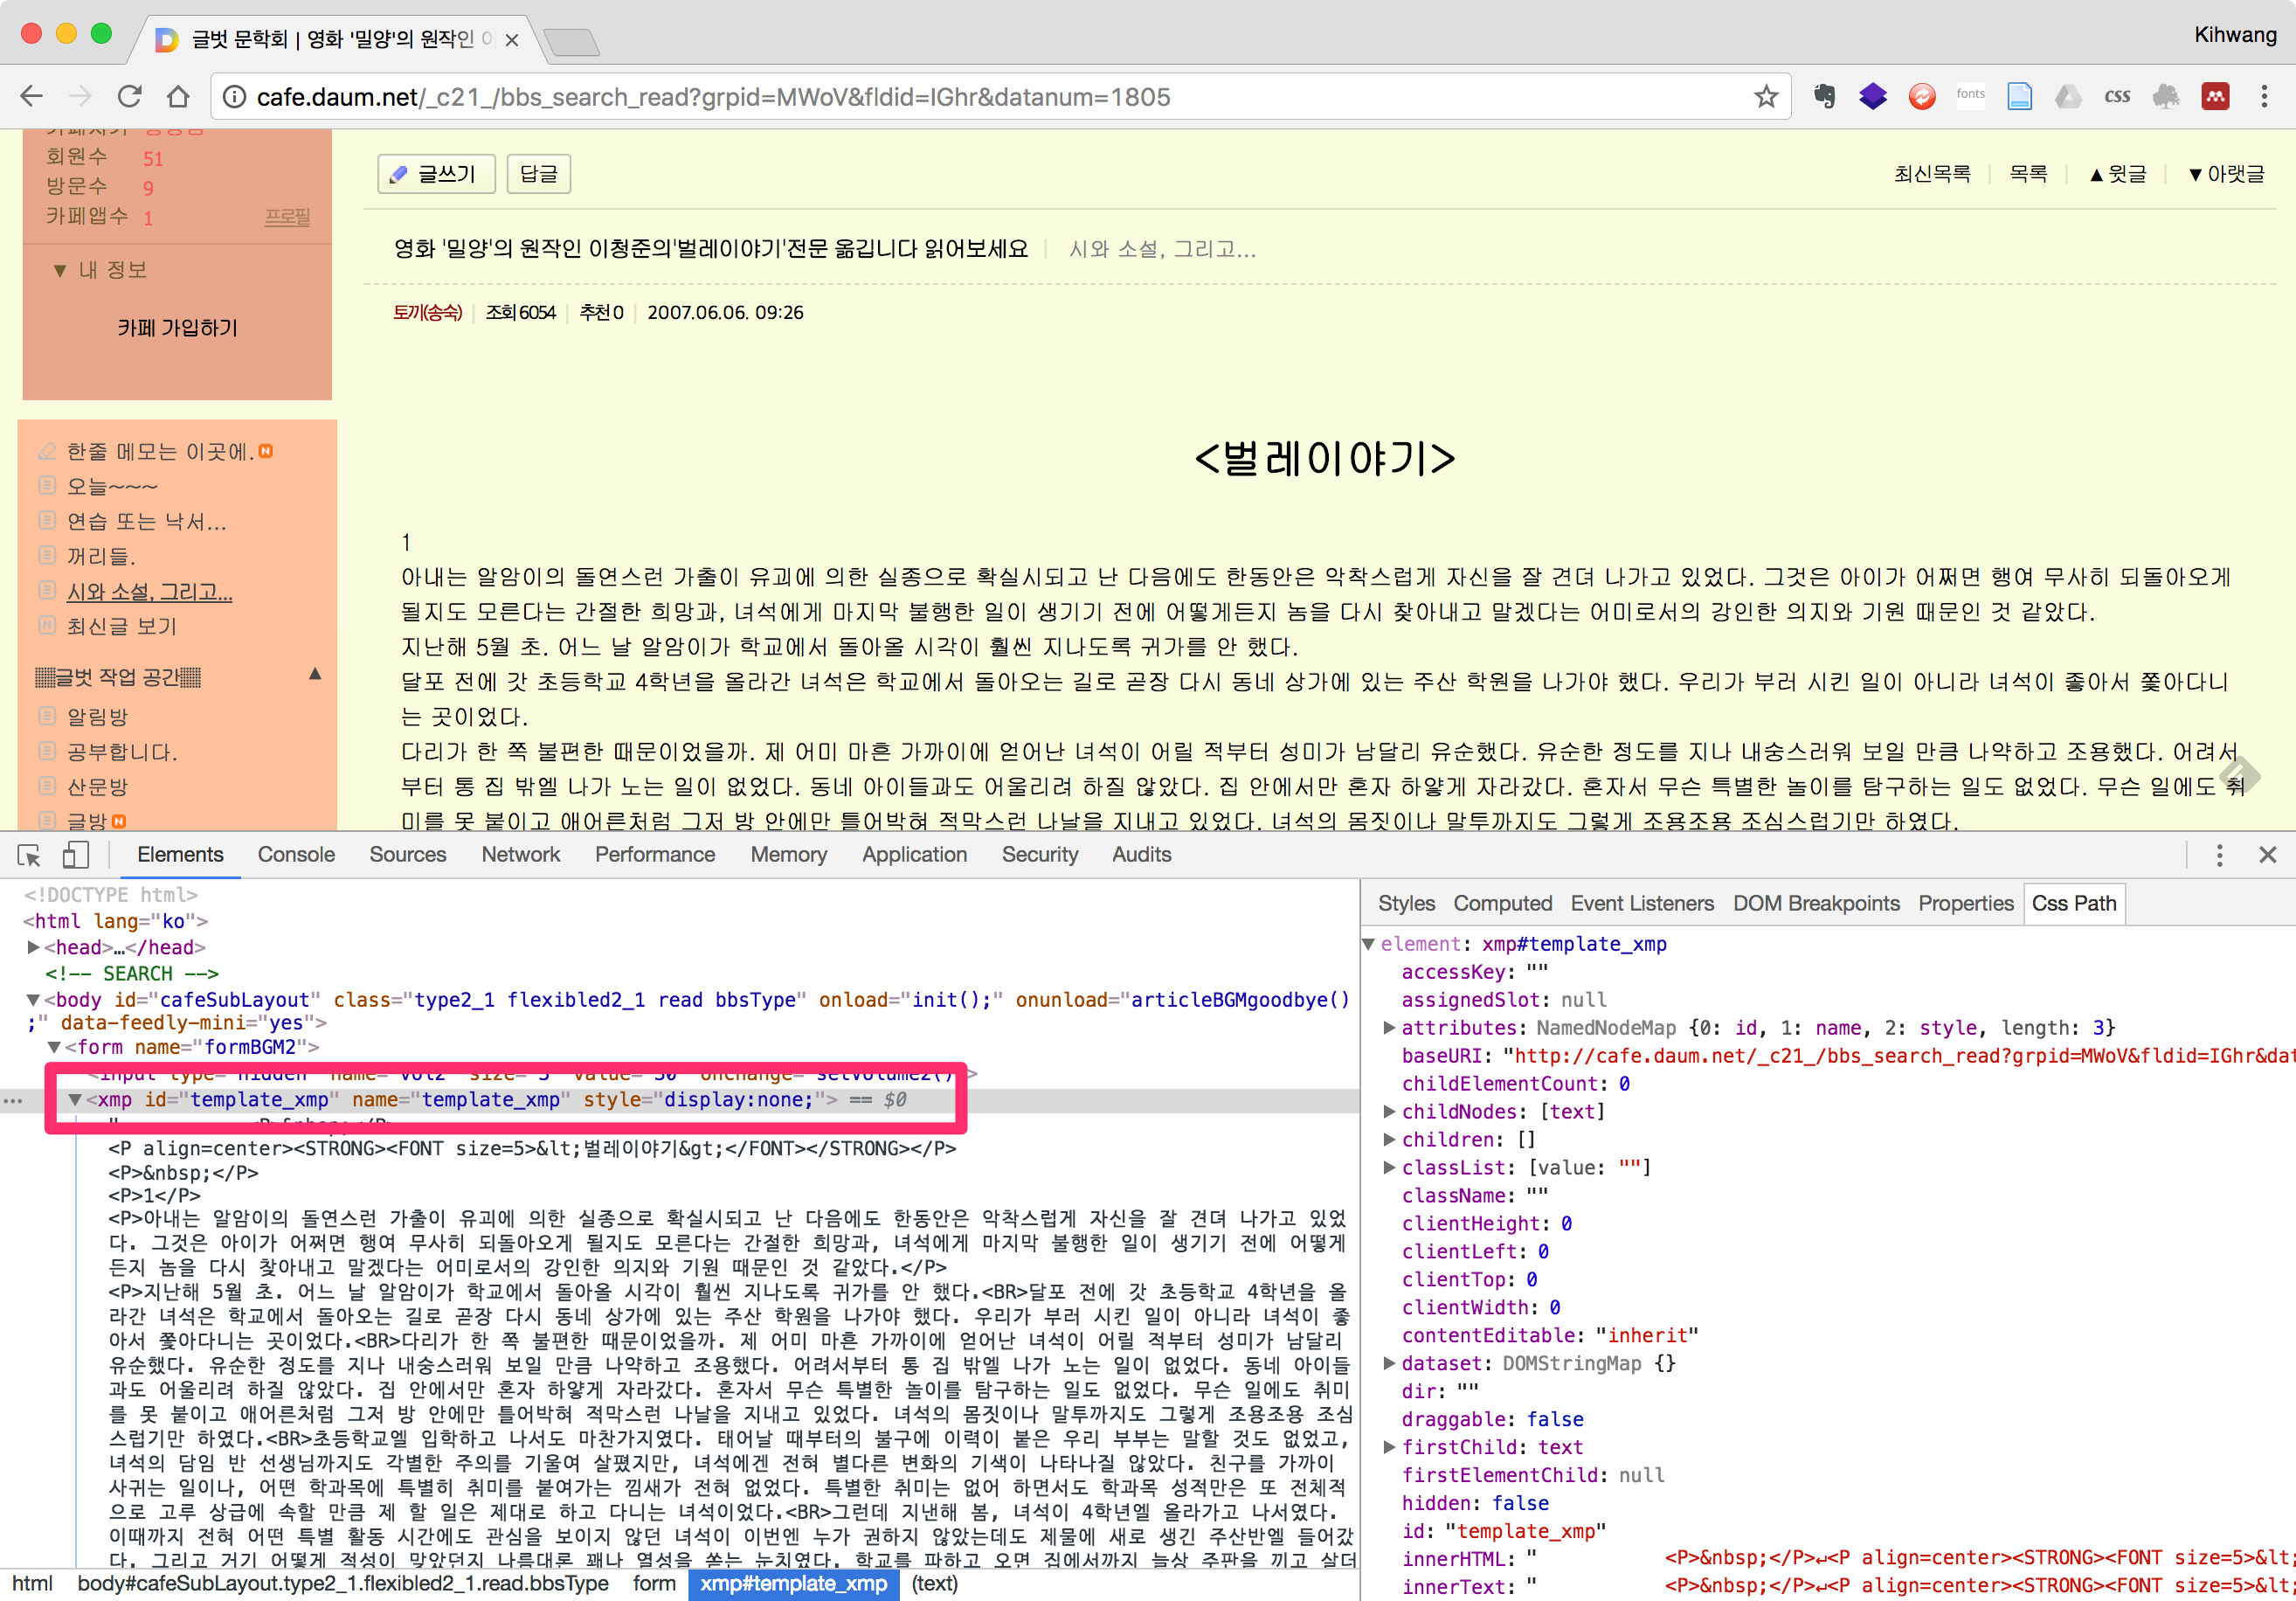 글벗 문학회 | 영화 '밀양'의 원작인 이
Kihwang
cafe.daum.net/_c21_/bbs_search_read?grpid=MWoV&fldid=IGhr&datanum=1805
fonts
css
회원수 51
방문수 9
카페앱수 1 프로필
▼ 내 정보
카페 가입하기
한줄 메모는 이곳에. N
오늘~~~
연습 또는 낙서...
꺼리들.
시와 소설, 그리고...
최신글 보기
▒글벗 작업 공간▒ ▲
알림방
공부합니다.
산문방
글방 N
글쓰기 답글 최신목록 목록 ▲윗글 ▼아랫글
영화 '밀양'의 원작인 이청준의'벌레이야기'전문 옮깁니다 읽어보세요 시와 소설, 그리고...
토끼(송숙) 조회 6054 추천 0 2007.06.06. 09:26
<벌레이야기>
1
아내는 알암이의 돌연스런 가출이 유괴에 의한 실종으로 확실시되고 난 다음에도 한동안은 악착스럽게 자신을 잘 견뎌 나가고 있었다. 그것은 아이가 어쩌면 행여 무사히 되돌아오게
될지도 모른다는 간절한 희망과, 녀석에게 마지막 불행한 일이 생기기 전에 어떻게든지 놈을 다시 찾아내고 말겠다는 어미로서의 강인한 의지와 기원 때문인 것 같았다.
지난해 5월 초. 어느 날 알암이가 학교에서 돌아올 시각이 훨씬 지나도록 귀가를 안 했다.
달포 전에 갓 초등학교 4학년을 올라간 녀석은 학교에서 돌아오는 길로 곧장 다시 동네 상가에 있는 주산 학원을 나가야 했다. 우리가 부러 시킨 일이 아니라 녀석이 좋아서 쫓아다니
는 곳이었다.
다리가 한 쪽 불편한 때문이었을까. 제 어미 마흔 가까이에 얻어난 녀석이 어릴 적부터 성미가 남달리 유순했다. 유순한 정도를 지나 내숭스러워 보일 만큼 나약하고 조용했다. 어려서
부터 통 집 밖엘 나가 노는 일이 없었다. 동네 아이들과도 어울리려 하질 않았다. 집 안에서만 혼자 하얗게 자라갔다. 혼자서 무슨 특별한 놀이를 탐구하는 일도 없었다. 무슨 일에도 취
미를 못 붙이고 애어른처럼 그저 방 안에만 틀어박혀 적막스런 나날을 지내고 있었다. 녀석의 몸짓이나 말투까지도 그렇게 조용조용 조심스럽기만 하였다.
Elements Console Sources Network Performance Memory Application Security Audits
<!DOCTYPE html>
<html lang="ko">
<head>…</head>
<!-- SEARCH -->
<body id="cafeSubLayout" class="type2_1 flexibled2_1 read bbsType" onload="init();" onunload="articleBGMgoodbye()
;" data-feedly-mini="yes">
<form name="formBGM2">
<input type="hidden" name="vol2" size="3" value="50" onchange="setVolume2()">
<xmp id="template_xmp" name="template_xmp" style="display:none;"> == $0
" <P>&nbsp;</P>
<P align=center><STRONG><FONT size=5>&lt;벌레이야기&gt;</FONT></STRONG></P>
<P>&nbsp;</P>
<P>1</P>
<P>아내는 알암이의 돌연스런 가출이 유괴에 의한 실종으로 확실시되고 난 다음에도 한동안은 악착스럽게 자신을 잘 견뎌 나가고 있었
다. 그것은 아이가 어쩌면 행여 무사히 되돌아오게 될지도 모른다는 간절한 희망과, 녀석에게 마지막 불행한 일이 생기기 전에 어떻게
든지 놈을 다시 찾아내고 말겠다는 어미로서의 강인한 의지와 기원 때문인 것 같았다.</P>
<P>지난해 5월 초. 어느 날 알암이가 학교에서 돌아올 시각이 훨씬 지나도록 귀가를 안 했다.<BR>달포 전에 갓 초등학교 4학년을 올
라간 녀석은 학교에서 돌아오는 길로 곧장 다시 동네 상가에 있는 주산 학원을 나가야 했다. 우리가 부러 시킨 일이 아니라 녀석이 좋
아서 쫓아다니는 곳이었다.<BR>다리가 한 쪽 불편한 때문이었을까. 제 어미 마흔 가까이에 얻어난 녀석이 어릴 적부터 성미가 남달리
유순했다. 유순한 정도를 지나 내숭스러워 보일 만큼 나약하고 조용했다. 어려서부터 통 집 밖엘 나가 노는 일이 없었다. 동네 아이들
과도 어울리려 하질 않았다. 집 안에서만 혼자 하얗게 자라갔다. 혼자서 무슨 특별한 놀이를 탐구하는 일도 없었다. 무슨 일에도 취미
를 못 붙이고 애어른처럼 그저 방 안에만 틀어박혀 적막스런 나날을 지내고 있었다. 녀석의 몸짓이나 말투까지도 그렇게 조용조용 조심
스럽기만 하였다.<BR>초등학교엘 입학하고 나서도 마찬가지였다. 태어날 때부터의 불구에 이력이 붙은 우리 부부는 말할 것도 없었고,
녀석의 담임 반 선생님까지도 각별한 주의를 기울여 살폈지만, 녀석에겐 전혀 별다른 변화의 기색이 나타나질 않았다. 친구를 가까이
사귀는 일이나, 어떤 학과목에 특별히 취미를 붙여가는 낌새가 전혀 없었다. 특별한 취미는 없어 하면서도 학과목 성적만은 또 전체적
으로 고루 상급에 속할 만큼 제 할 일은 제대로 하고 다니는 녀석이었다.<BR>그런데 지낸해 봄, 녀석이 4학년엘 올라가고 나서였다.
이때까지 전혀 어떤 특별 활동 시간에도 관심을 보이지 않던 녀석이 이번엔 누가 권하지 않았는데도 제물에 새로 생긴 주산반엘 들어갔
다. 그리고 거기 어떻게 적성이 맞았던지 나름대론 꽤나 열성을 쏟는 눈치였다. 학교를 파하고 오면 집에서까지 늘상 주판을 끼고 살더
html body#cafeSubLayout.type2_1.flexibled2_1.read.bbsType form xmp#template_xmp (text)
Styles Computed Event Listeners DOM Breakpoints Properties Css Path
element: xmp#template_xmp
accessKey: ""
assignedSlot: null
attributes: NamedNodeMap {0: id, 1: name, 2: style, length: 3}
baseURI: "http://cafe.daum.net/_c21_/bbs_search_read?grpid=MWoV&fldid=IGhr&dat
childElementCount: 0
childNodes: [text]
children: []
classList: [value: ""]
className: ""
clientHeight: 0
clientLeft: 0
clientTop: 0
clientWidth: 0
contentEditable: "inherit"
dataset: DOMStringMap {}
dir: ""
draggable: false
firstChild: text
firstElementChild: null
hidden: false
id: "template_xmp"
innerHTML: " <P>&nbsp;</P>↵<P align=center><STRONG><FONT size=5>&lt;
innerText: " <P>&nbsp;</P>↵<P align=center><STRONG><FONT size=5>&lt;